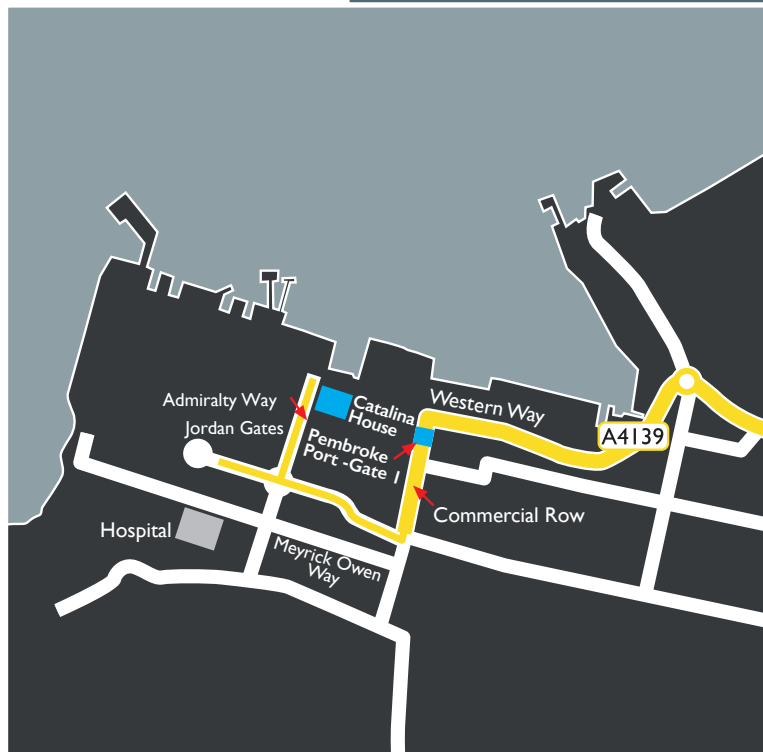 Western Way
Admiralty Way
Catalina
House
Jordan Gates
A4139
Pembroke
Port -Gate 1
Commercial Row
Hospital
Meyrick Owen
Way